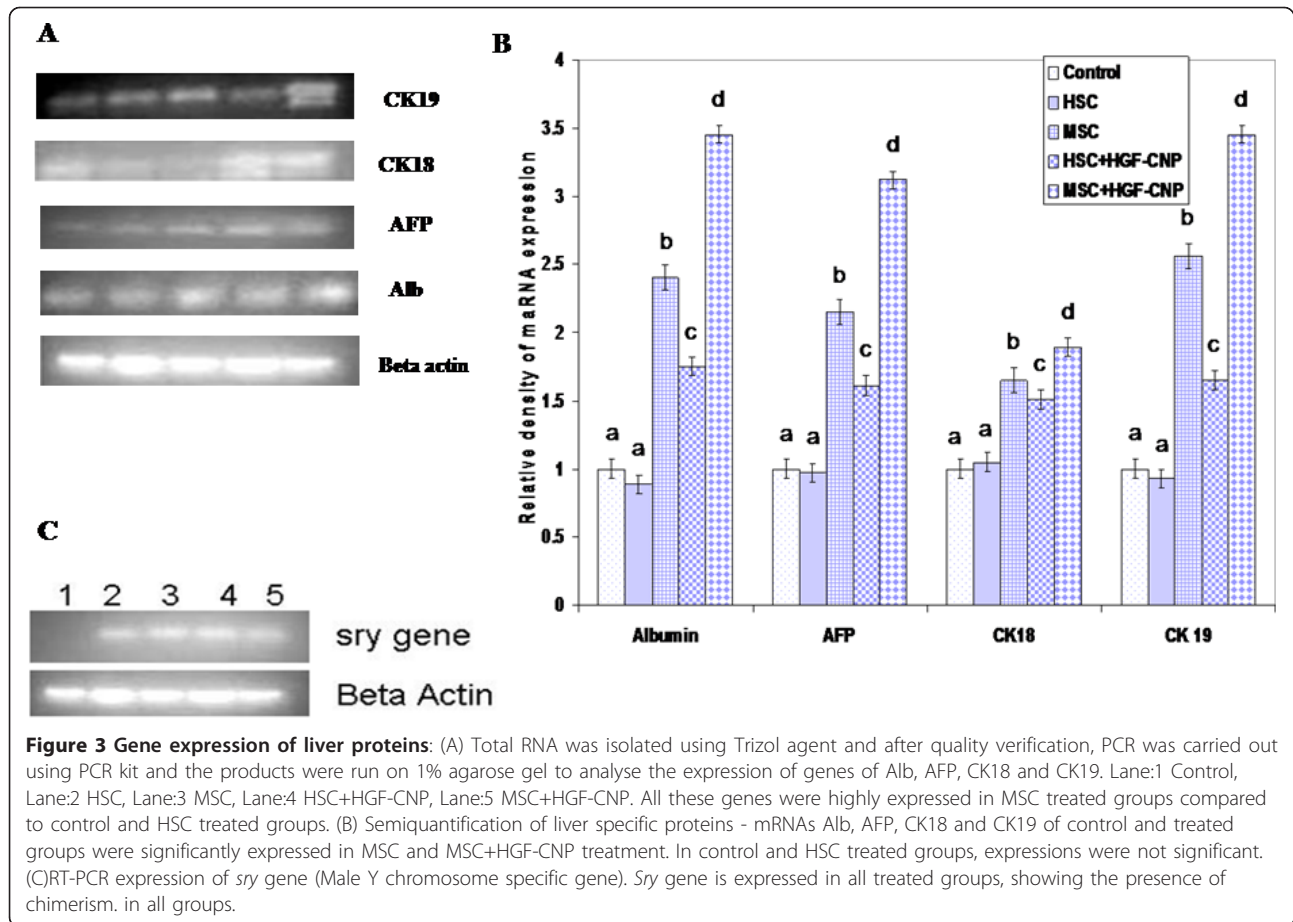 A
CK19
CK18
AFP
Alb
Beta actin
B
4
3.5
3
2.5
2
1.5
1
0.5
0
Relative density of maRNA expression
Control
HSC
MSC
HSC+HGF-CNP
MSC+HGF-CNP
a a b c d
a a b c d
a a b c d
a a b c d
Albumin AFP CK18 CK 19
C
1 2 3 4 5
sry gene
Beta Actin
Figure 3 Gene expression of liver proteins: (A) Total RNA was isolated using Trizol agent and after quality verification, PCR was carried out
using PCR kit and the products were run on 1% agarose gel to analyse the expression of genes of Alb, AFP, CK18 and CK19. Lane:1 Control,
Lane:2 HSC, Lane:3 MSC, Lane:4 HSC+HGF-CNP, Lane:5 MSC+HGF-CNP. All these genes were highly expressed in MSC treated groups compared
to control and HSC treated groups. (B) Semiquantification of liver specific proteins - mRNAs Alb, AFP, CK18 and CK19 of control and treated
groups were significantly expressed in MSC and MSC+HGF-CNP treatment. In control and HSC treated groups, expressions were not significant.
(C)RT-PCR expression of sry gene (Male Y chromosome specific gene). Sry gene is expressed in all treated groups, showing the presence of
chimerism. in all groups.